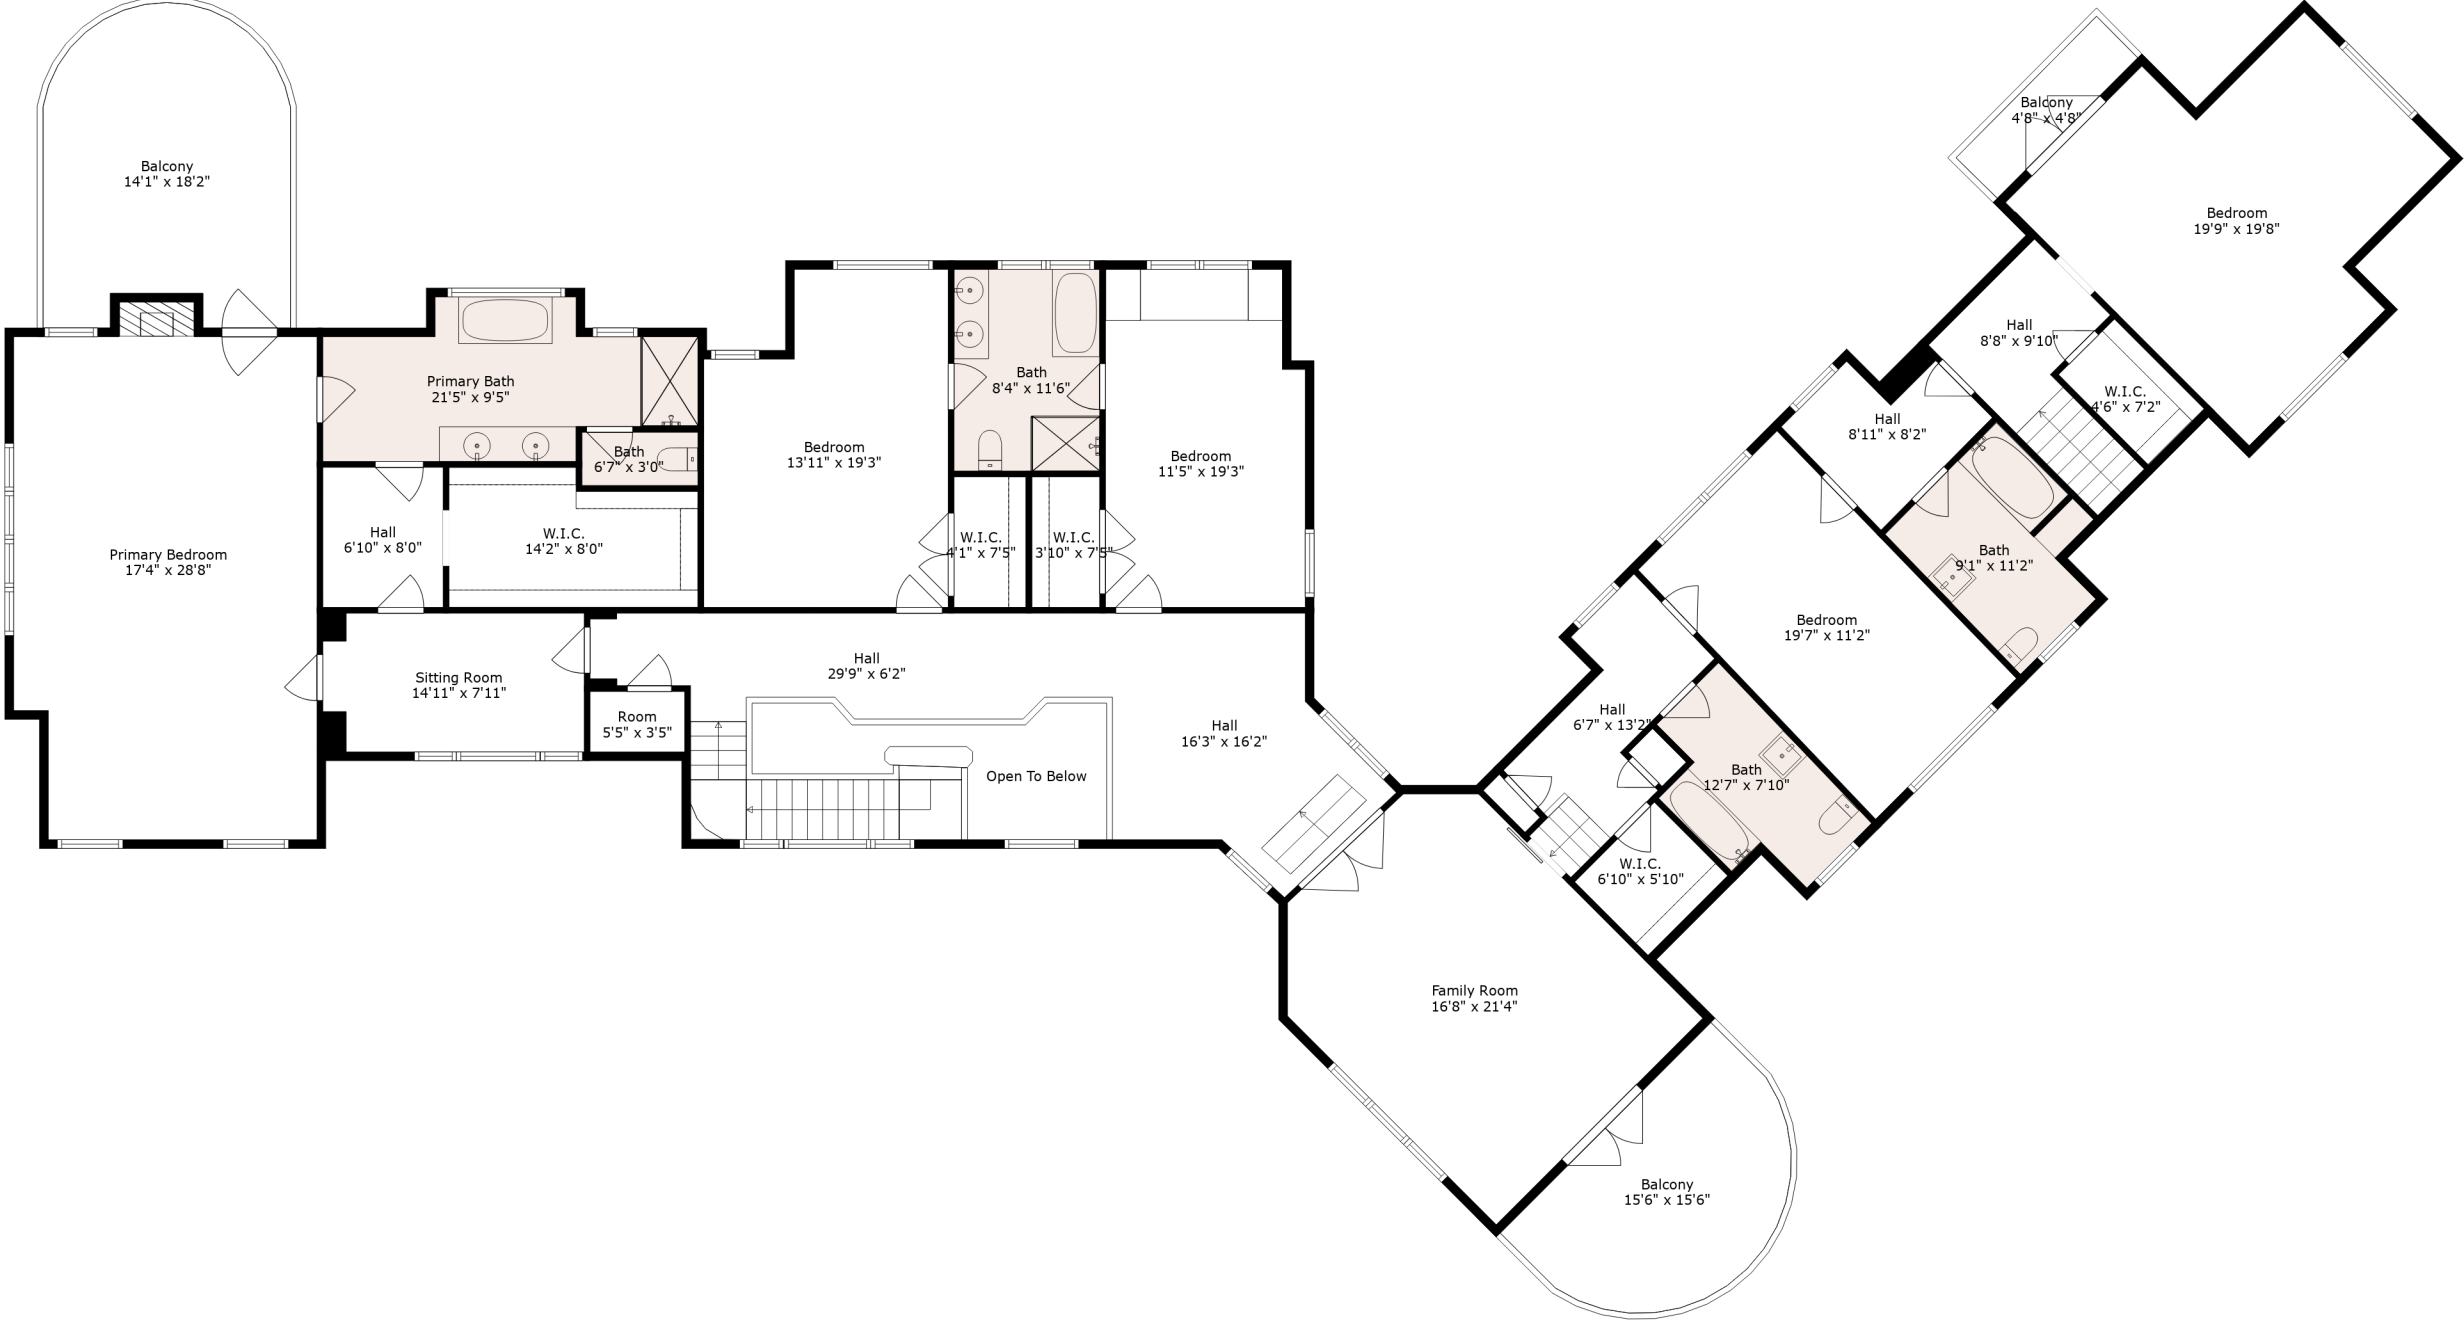 Balcony
14'1" x 18'2"
Balcony
4'8" x 4'8"
Bedroom
19'9" x 19'8"
Hall
8'8" x 9'10"
W.I.C.
4'6" x 7'2"
Hall
8'11" x 8'2"
Primary Bath
21'5" x 9'5"
Bath
8'4" x 11'6"
Bedroom
13'11" x 19'3"
Bath
6'7" x 3'0"
Bedroom
11'5" x 19'3"
Primary Bedroom
17'4" x 28'8"
Hall
6'10" x 8'0"
W.I.C.
14'2" x 8'0"
W.I.C.
4'1" x 7'5"
W.I.C.
3'10" x 7'5"
Bath
9'1" x 11'2"
Bedroom
19'7" x 11'2"
Sitting Room
14'11" x 7'11"
Hall
29'9" x 6'2"
Room
5'5" x 3'5"
Hall
16'3" x 16'2"
Open To Below
Hall
6'7" x 13'2"
Bath
12'7" x 7'10"
W.I.C.
6'10" x 5'10"
Family Room
16'8" x 21'4"
Balcony
15'6" x 15'6"